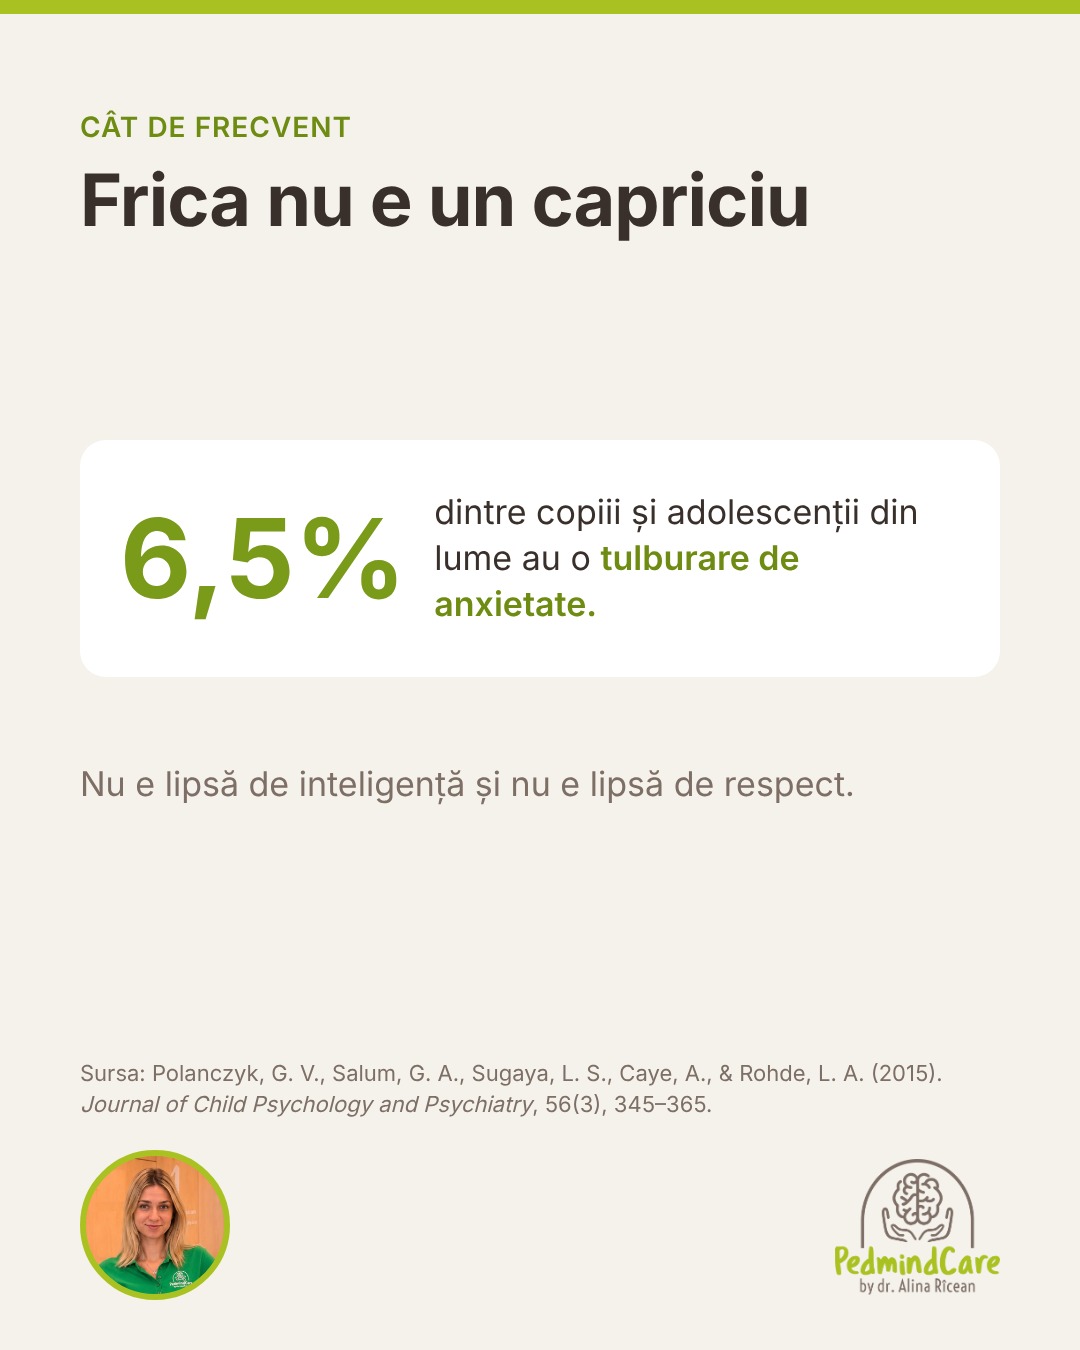 CÂT DE FRECVENT
Frica nu e un capriciu
6,5%
dintre copiii și adolescenții din
lume au o tulburare de
anxietate.
Nu e lipsă de inteligență și nu e lipsă de respect.
Sursa: Polanczyk, G. V., Salum, G. A., Sugaya, L. S., Caye, A., & Rohde, L. A. (2015).
Journal of Child Psychology and Psychiatry, 56(3), 345–365.
PedmindCare
by dr. Alina Rîcean